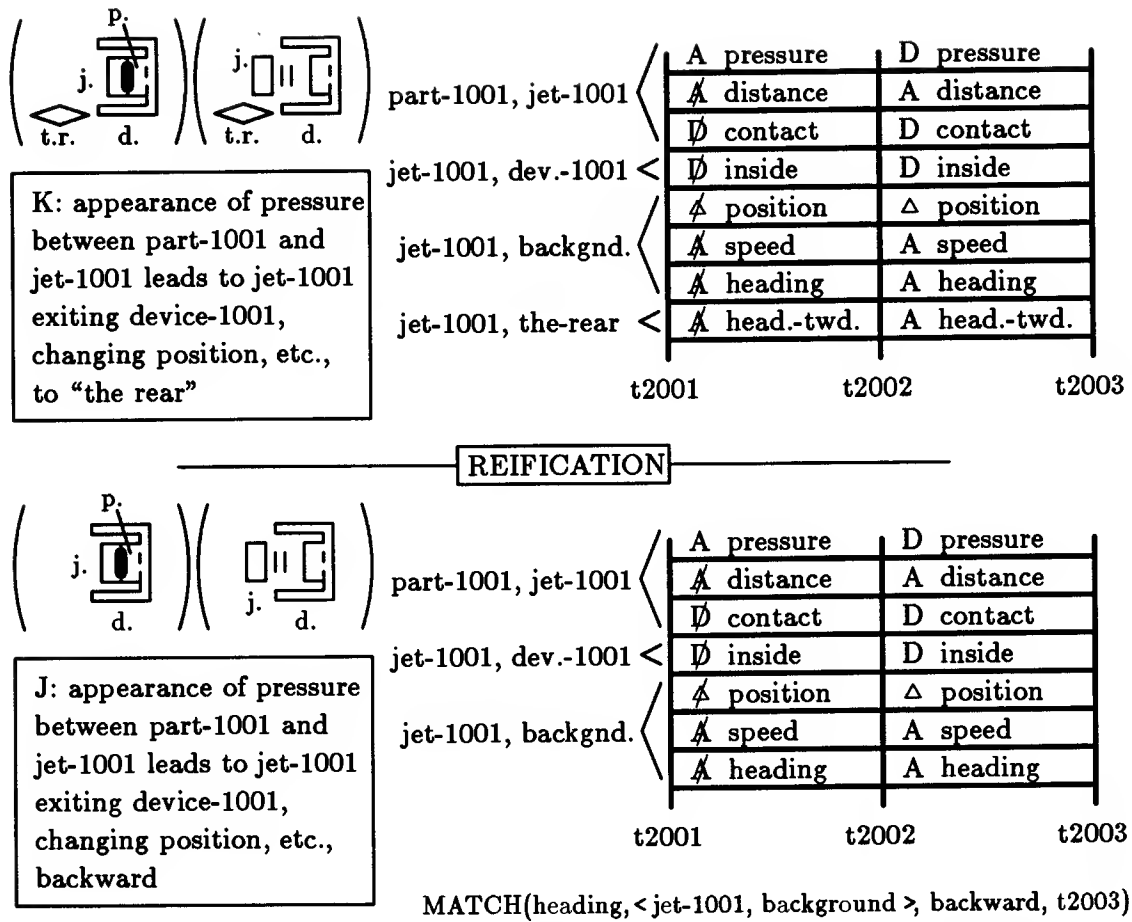 p.
j.
t.r.
d.
j.
t.r.
d.
K: appearance of pressure
between part-1001 and
jet-1001 leads to jet-1001
exiting device-1001,
changing position, etc.,
to “the rear”
part-1001, jet-1001
jet-1001, dev.-1001 <
jet-1001, backgnd.
jet-1001, the-rear <
A pressure D pressure
A̸ distance A distance
D̸ contact D contact
D̸ inside D inside
△̸ position △ position
A̸ speed A speed
A̸ heading A heading
A̸ head.-twd. A head.-twd.
t2001 t2002 t2003
REIFICATION
p.
j.
d.
j.
d.
J: appearance of pressure
between part-1001 and
jet-1001 leads to jet-1001
exiting device-1001,
changing position, etc.,
backward
part-1001, jet-1001
jet-1001, dev.-1001 <
jet-1001, backgnd.
A pressure D pressure
A̸ distance A distance
D̸ contact D contact
D̸ inside D inside
△̸ position △ position
A̸ speed A speed
A̸ heading A heading
t2001 t2002 t2003
MATCH(heading, < jet-1001, background >, backward, t2003)